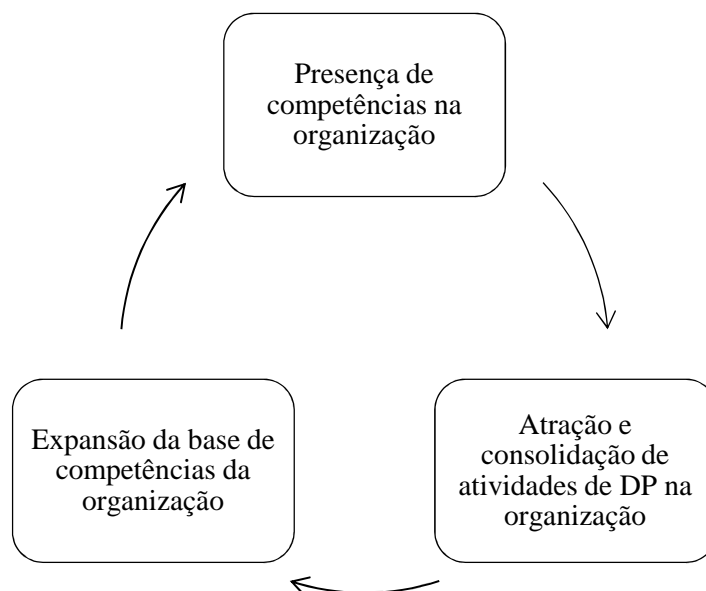 Presença de
competências na
organização
Expansão da base de
competências da
organização
Atração e
consolidação de
atividades de DP na
organização